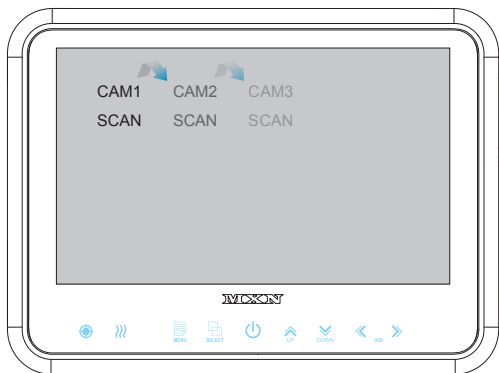 CAM1 CAM2 CAM3
SCAN SCAN SCAN
MXN
MENU SELECT UP DOWN VOL